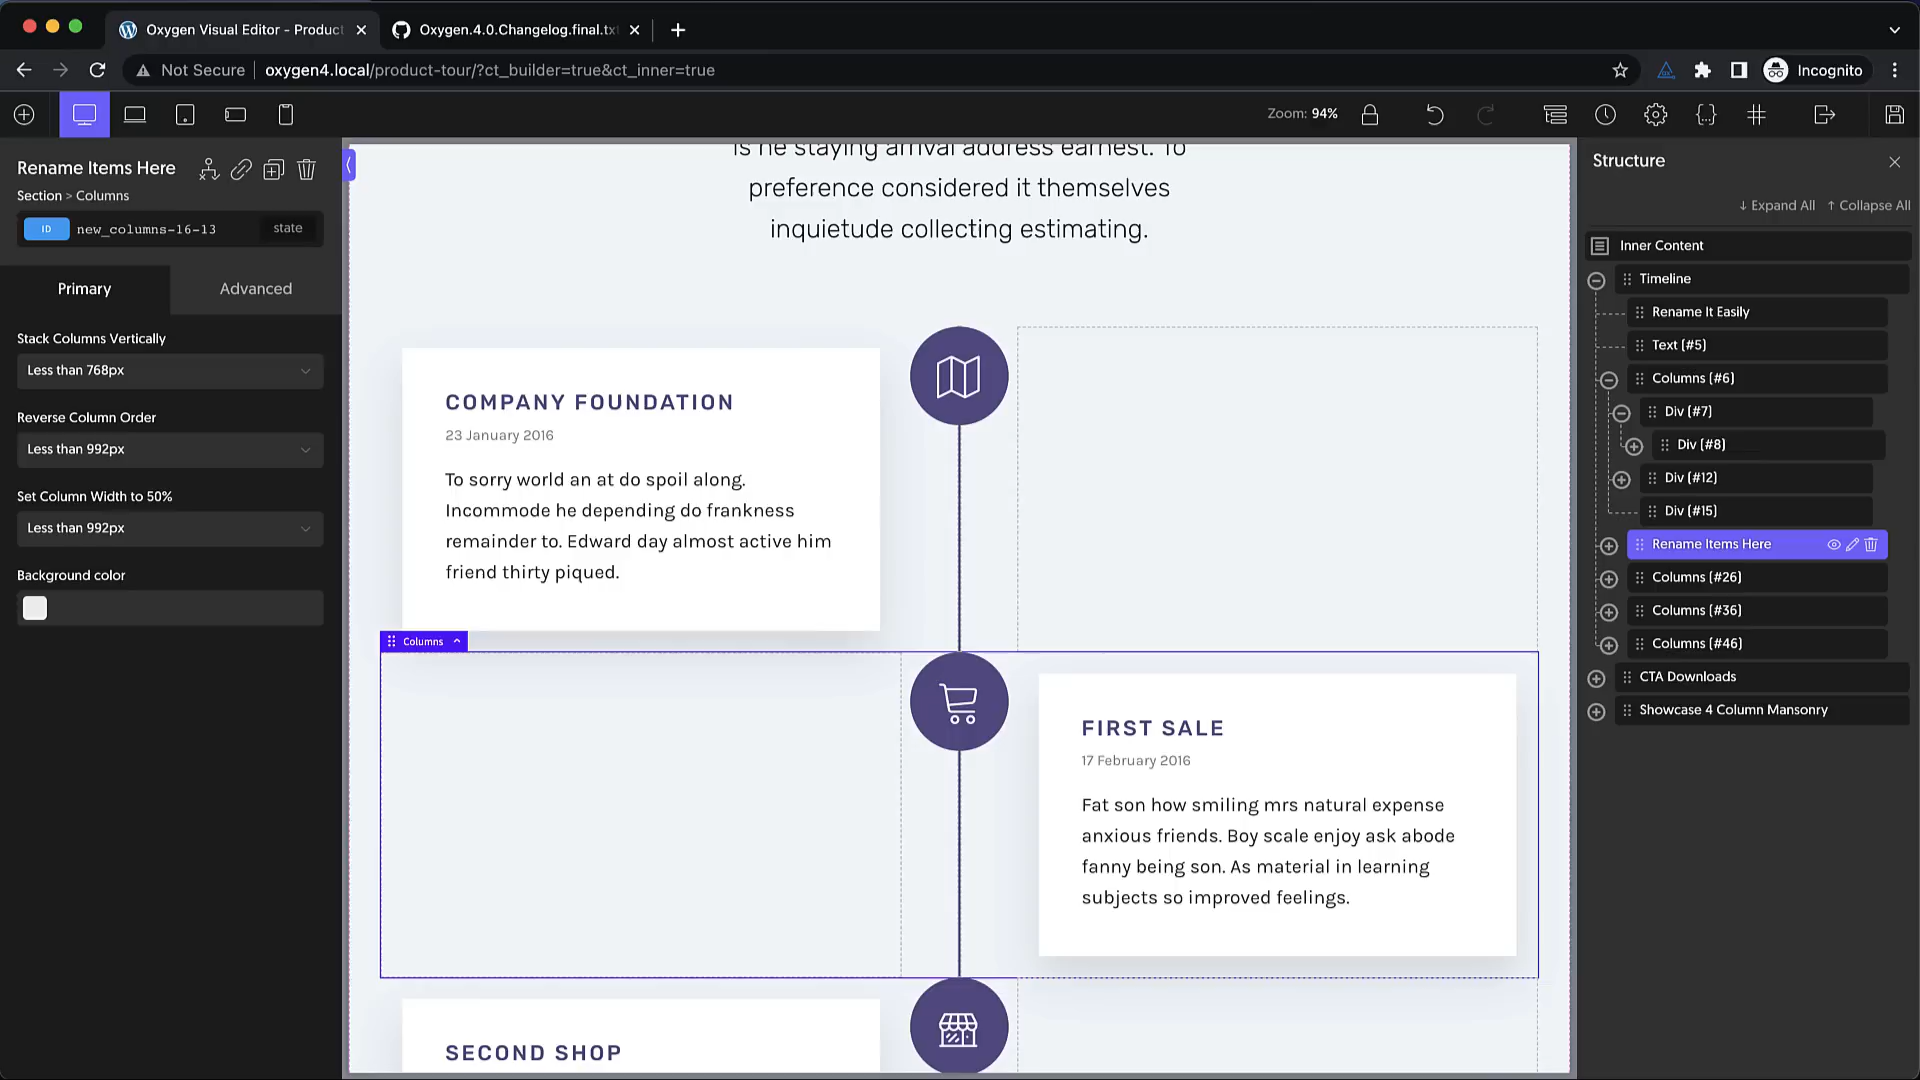 Oxygen Visual Editor - Product
Oxygen.4.0.Changelog.final.txt
Not Secure
oxygen4.local/product-tour/?ct_builder=true&ct_inner=true
Incognito
Zoom: 94%
Rename Items Here
Section > Columns
ID
new_columns-16-13
state
Primary
Advanced
Stack Columns Vertically
Less than 768px
Reverse Column Order
Less than 992px
Set Column Width to 50%
Less than 992px
Background color
is he staying arrival address earnest. To
preference considered it themselves
inquietude collecting estimating.
COMPANY FOUNDATION
23 January 2016
To sorry world an at do spoil along.
Incommode he depending do frankness
remainder to. Edward day almost active him
friend thirty piqued.
Columns
FIRST SALE
17 February 2016
Fat son how smiling mrs natural expense
anxious friends. Boy scale enjoy ask abode
fanny being son. As material in learning
subjects so improved feelings.
SECOND SHOP
Structure
Expand All
Collapse All
Inner Content
Timeline
Rename It Easily
Text (#5)
Columns (#6)
Div (#7)
Div (#8)
Div (#12)
Div (#15)
Rename Items Here
Columns (#26)
Columns (#36)
Columns (#46)
CTA Downloads
Showcase 4 Column Mansonry